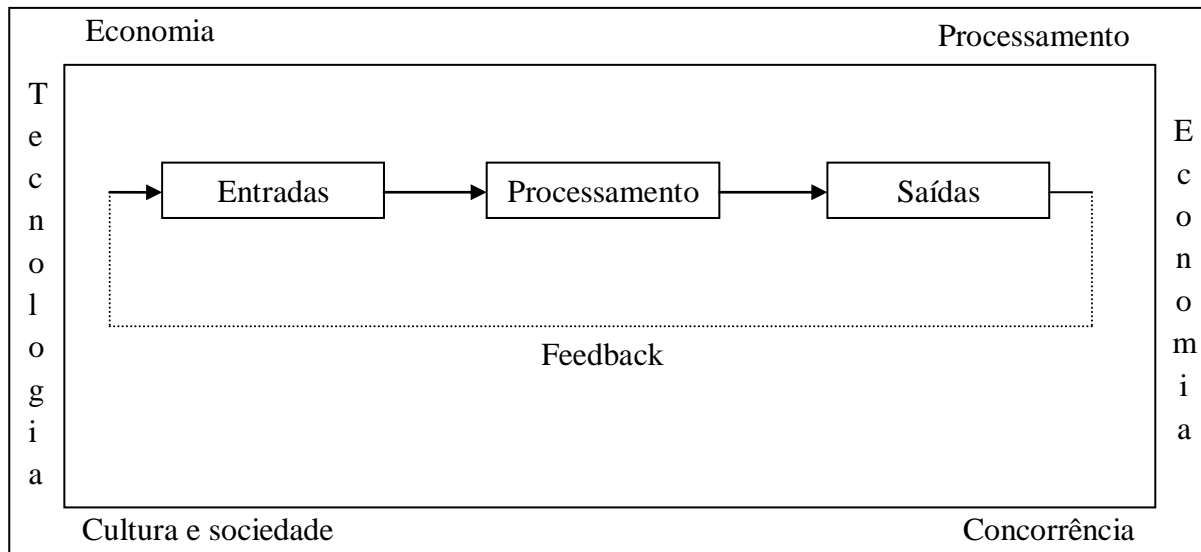 Economia
Processamento
Tecnologia
Economia
Entradas
Processamento
Saídas
Feedback
Cultura e sociedade
Concorrência